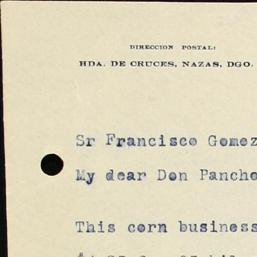 DIRECCION POSTAL:
HDA. DE CRUCES, NAZAS, DGO.
Sr Francisco Gomez
My dear Don Pancho
This corn business